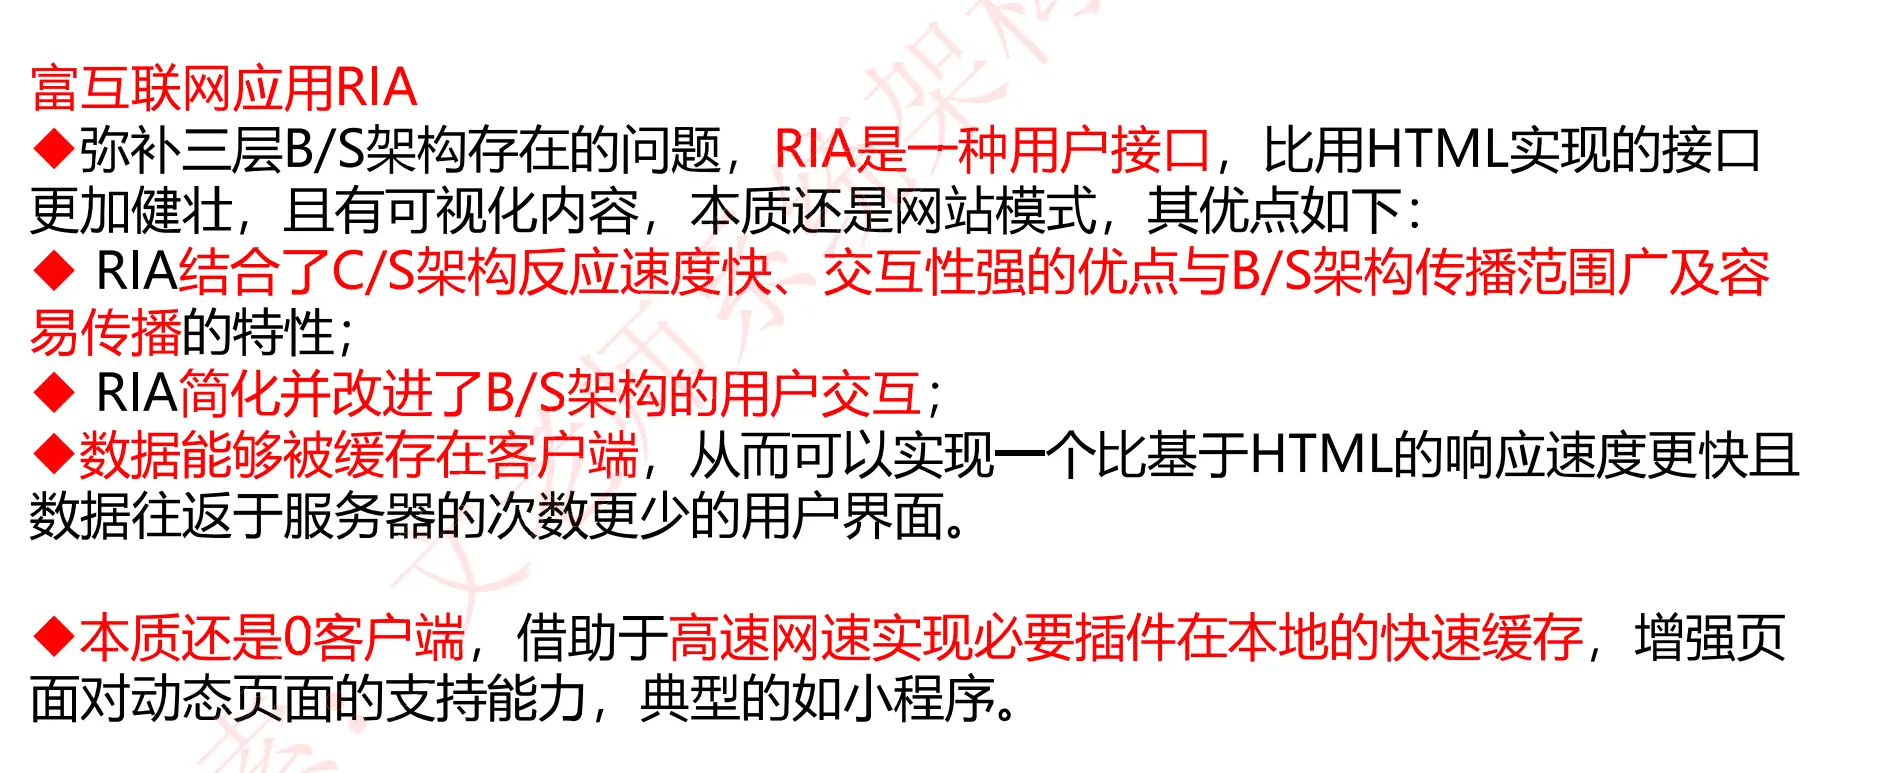 富互联网应用RIA
◆弥补三层B/S架构存在的问题，RIA是一种用户接口，比用HTML实现的接口
更加健壮，且有可视化内容，本质还是网站模式，其优点如下：
◆ RIA结合了C/S架构反应速度快、交互性强的优点与B/S架构传播范围广及容
易传播的特性；
◆ RIA简化并改进了B/S架构的用户交互；
◆数据能够被缓存在客户端，从而可以实现一个比基于HTML的响应速度更快且
数据往返于服务器的次数更少的用户界面。
◆本质还是0客户端，借助于高速网速实现必要插件在本地的快速缓存，增强页
面对动态页面的支持能力，典型的如小程序。
文老师系统架构